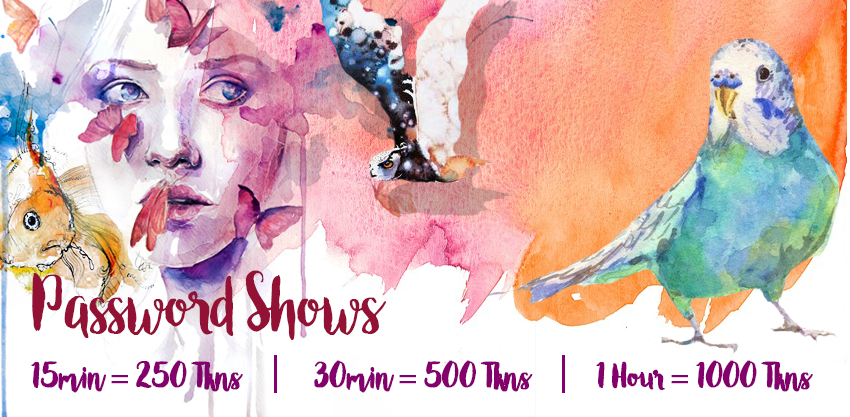 Password Shows
15min = 250 Tkns | 30min = 500 Tkns | 1 Hour = 1000 Tkns